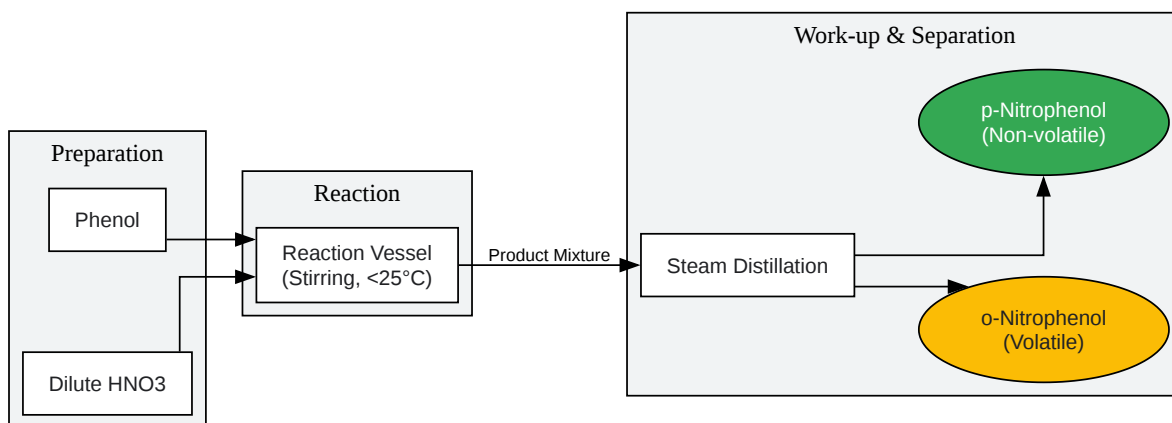 Preparation
Phenol
Dilute HNO3
Reaction
Reaction Vessel
(Stirring, <25°C)
Product Mixture
Work-up & Separation
Steam Distillation
p-Nitrophenol
(Non-volatile)
o-Nitrophenol
(Volatile)